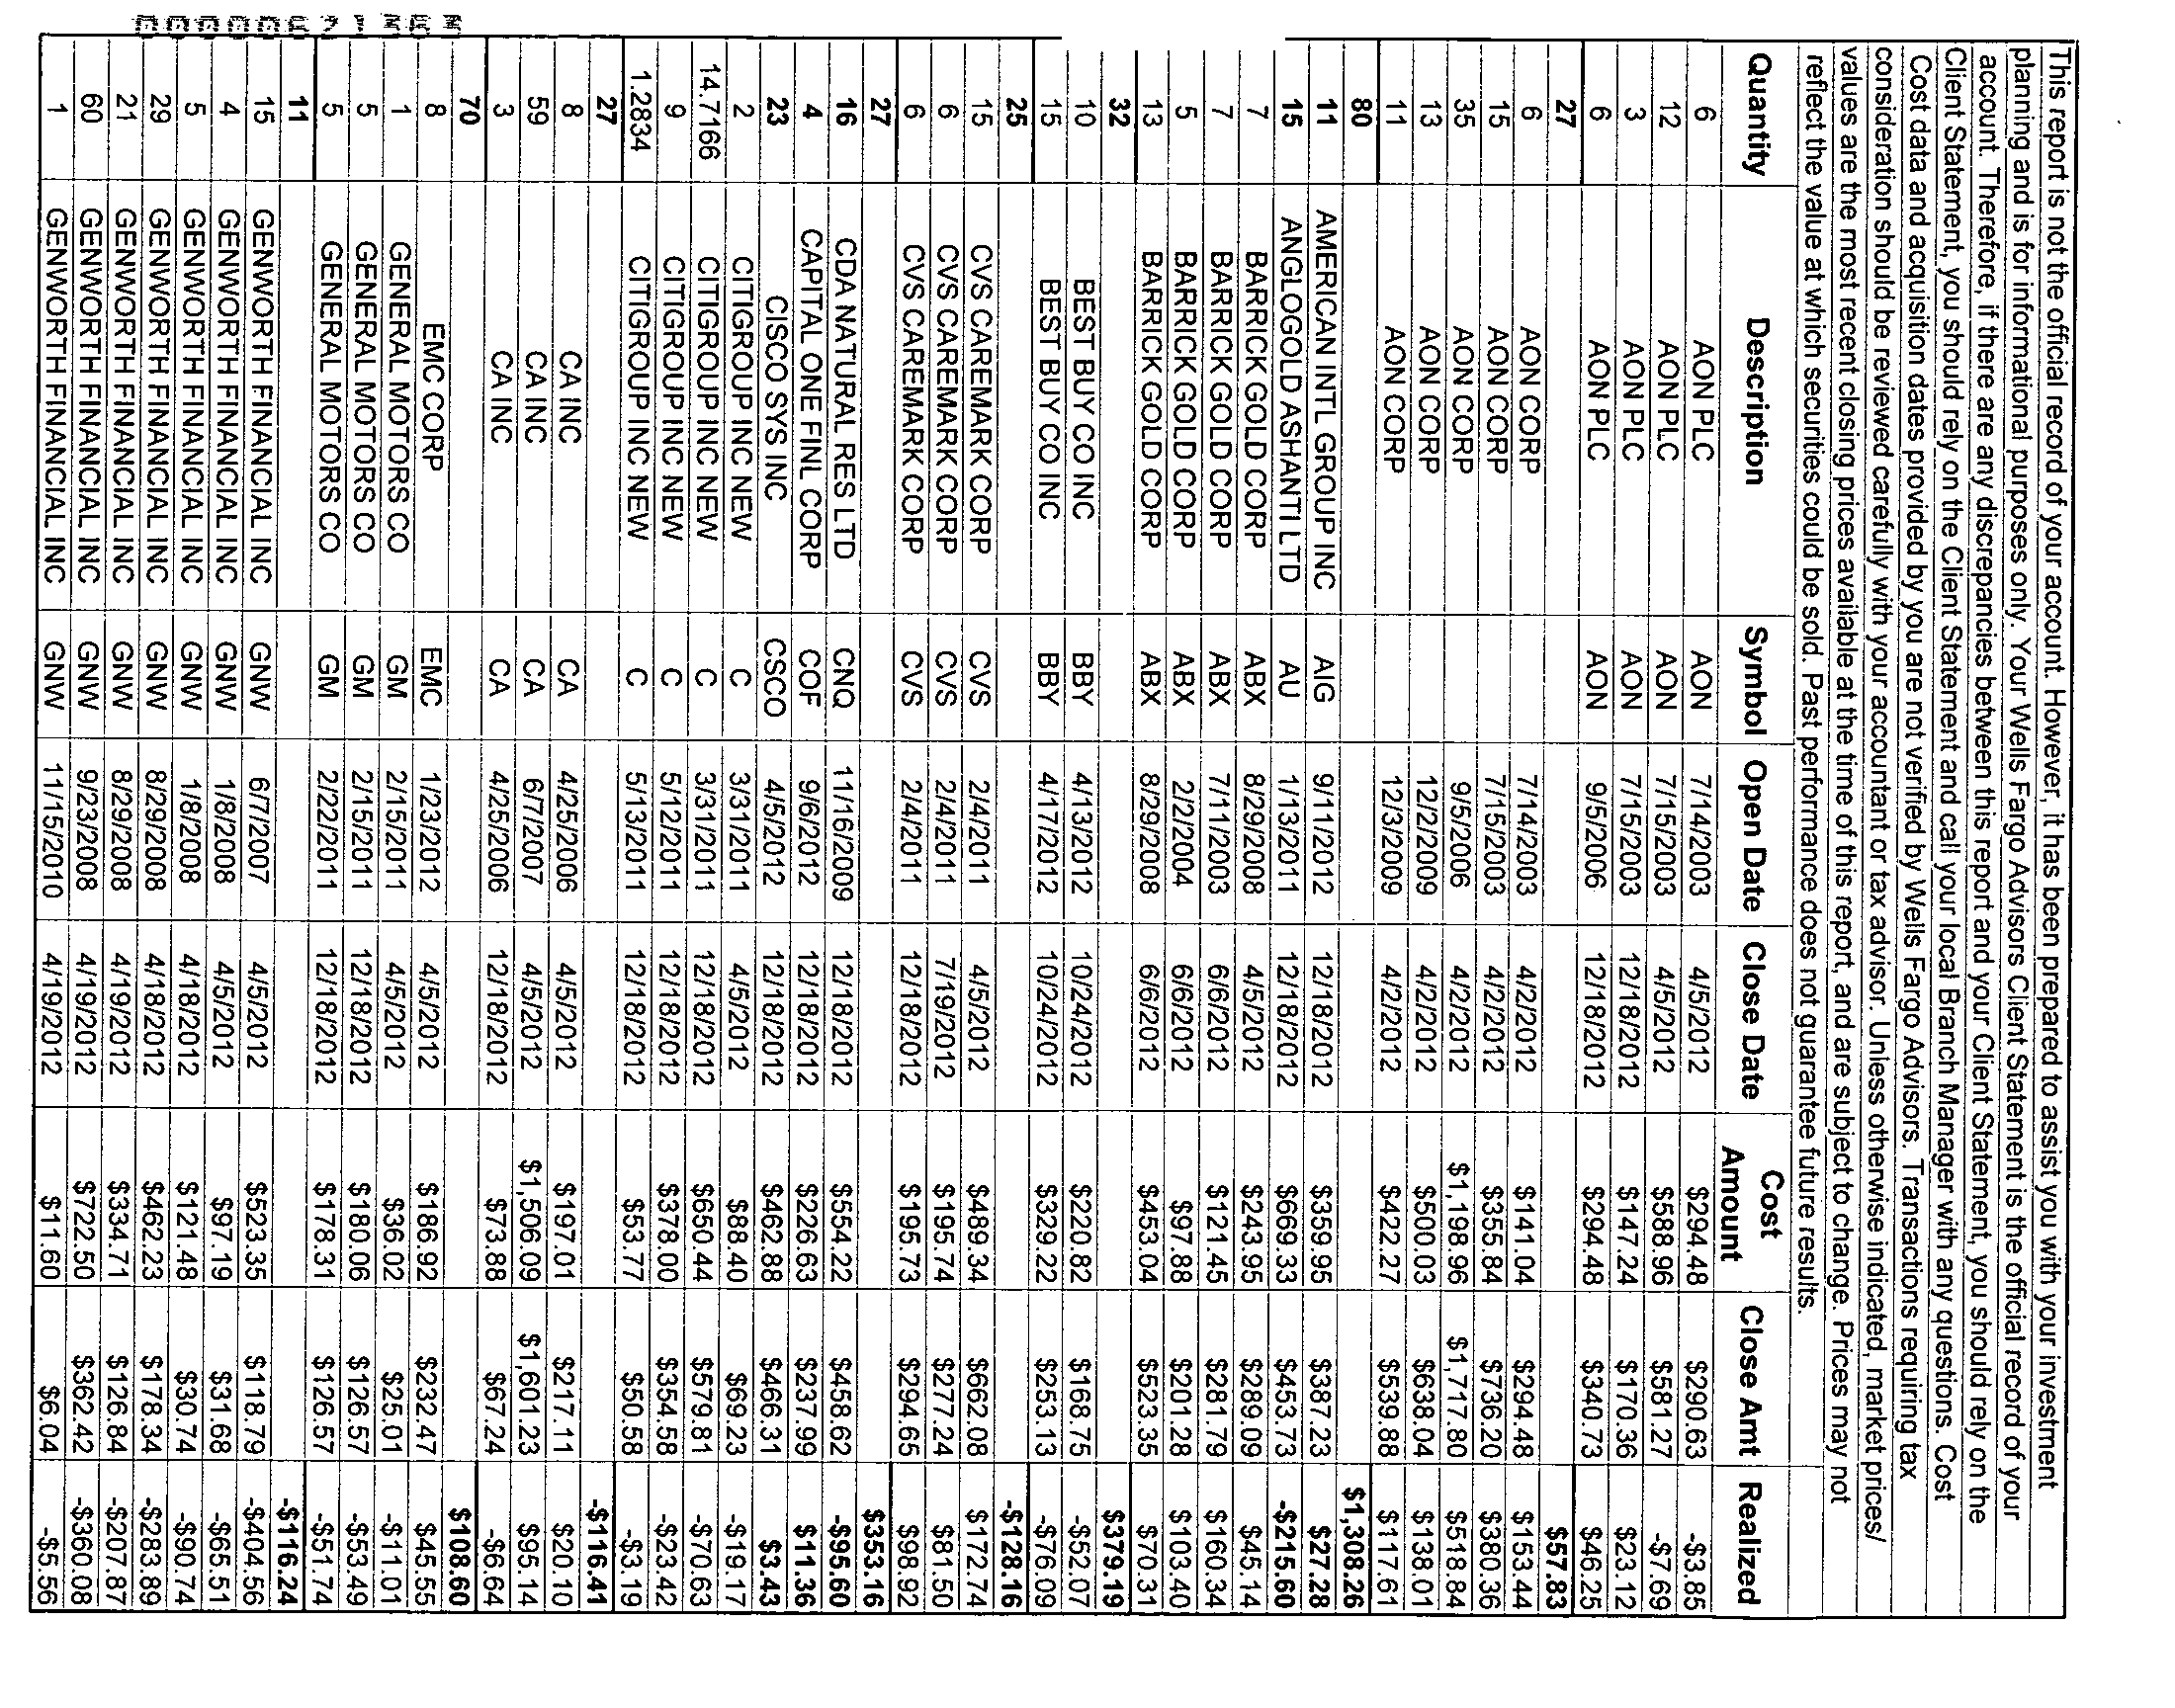 This report is not the official record of your account. However, it has been prepared to assist you with your investment
planning and is for informational purposes only. Your Wells Fargo Advisors Client Statement is the official record of your
account. Therefore, if there are any discrepancies between this report and your Client Statement, you should rely on the
Client Statement, you should rely on the Client Statement and call your local Branch Manager with any questions. Cost
Cost data and acquisition dates provided by you are not verified by Wells Fargo Advisors. Transactions requiring tax
consideration should be reviewed carefully with your accountant or tax advisor. Unless otherwise indicated, market prices/
values are the most recent closing prices available at the time of this report, and are subject to change. Prices may not
reflect the value at which securities could be sold. Past performance does not guarantee future results.
Quantity Description Symbol Open Date Close Date Cost Amount Close Amt Realized
6 AON PLC AON 7/14/2003 4/5/2012 $294.48 $290.63 -$3.85
12 AON PLC AON 7/15/2003 4/5/2012 $588.96 $581.27 -$7.69
3 AON PLC AON 7/15/2003 12/18/2012 $147.24 $170.36 $23.12
6 AON PLC AON 9/5/2006 12/18/2012 $294.48 $340.73 $46.25
27 $57.83
6 AON CORP 7/14/2003 4/2/2012 $141.04 $294.48 $153.44
15 AON CORP 7/15/2003 4/2/2012 $355.84 $736.20 $380.36
35 AON CORP 9/5/2006 4/2/2012 $1,198.96 $1,717.80 $518.84
13 AON CORP 12/2/2009 4/2/2012 $500.03 $638.04 $138.01
11 AON CORP 12/3/2009 4/2/2012 $422.27 $539.88 $117.61
80 $1,308.26
11 AMERICAN INTL GROUP INC AIG 9/11/2012 12/18/2012 $359.95 $387.23 $27.28
15 ANGLOGOLD ASHANTI LTD AU 1/13/2011 12/18/2012 $669.33 $453.73 -$215.60
7 BARRICK GOLD CORP ABX 8/29/2008 4/5/2012 $243.95 $289.09 $45.14
7 BARRICK GOLD CORP ABX 7/11/2003 6/6/2012 $121.45 $281.79 $160.34
5 BARRICK GOLD CORP ABX 2/2/2004 6/6/2012 $97.88 $201.28 $103.40
13 BARRICK GOLD CORP ABX 8/29/2008 6/6/2012 $453.04 $523.35 $70.31
32 $379.19
10 BEST BUY CO INC BBY 4/13/2012 10/24/2012 $220.82 $168.75 -$52.07
15 BEST BUY CO INC BBY 4/17/2012 10/24/2012 $329.22 $253.13 -$76.09
25 -$128.16
15 CVS CAREMARK CORP CVS 2/4/2011 4/5/2012 $489.34 $662.08 $172.74
6 CVS CAREMARK CORP CVS 2/4/2011 7/19/2012 $195.74 $277.24 $81.50
6 CVS CAREMARK CORP CVS 2/4/2011 12/18/2012 $195.73 $294.65 $98.92
27 $353.16
16 CDA NATURAL RES LTD CNQ 11/16/2009 12/18/2012 $554.22 $458.62 -$95.60
4 CAPITAL ONE FINL CORP COF 9/6/2012 12/18/2012 $226.63 $237.99 $11.36
23 CISCO SYS INC CSCO 4/5/2012 12/18/2012 $462.88 $466.31 $3.43
2 CITIGROUP INC NEW C 3/31/2011 4/5/2012 $88.40 $69.23 -$19.17
14.7166 CITIGROUP INC NEW C 3/31/2011 12/18/2012 $650.44 $579.81 -$70.63
9 CITIGROUP INC NEW C 5/12/2011 12/18/2012 $378.00 $354.58 -$23.42
1.2834 CITIGROUP INC NEW C 5/13/2011 12/18/2012 $53.77 $50.58 -$3.19
27 -$116.41
8 CA INC CA 4/25/2006 4/5/2012 $197.01 $217.11 $20.10
59 CA INC CA 6/7/2007 4/5/2012 $1,506.09 $1,601.23 $95.14
3 CA INC CA 4/25/2006 12/18/2012 $73.88 $67.24 -$6.64
70 $108.60
8 EMC CORP EMC 1/23/2012 4/5/2012 $186.92 $232.47 $45.55
1 GENERAL MOTORS CO GM 2/15/2011 4/5/2012 $36.02 $25.01 -$11.01
5 GENERAL MOTORS CO GM 2/15/2011 12/18/2012 $180.06 $126.57 -$53.49
5 GENERAL MOTORS CO GM 2/22/2011 12/18/2012 $178.31 $126.57 -$51.74
11 -$116.24
15 GENWORTH FINANCIAL INC GNW 6/7/2007 4/5/2012 $523.35 $118.79 -$404.56
4 GENWORTH FINANCIAL INC GNW 1/8/2008 4/5/2012 $97.19 $31.68 -$65.51
5 GENWORTH FINANCIAL INC GNW 1/8/2008 4/18/2012 $121.48 $30.74 -$90.74
29 GENWORTH FINANCIAL INC GNW 8/29/2008 4/18/2012 $462.23 $178.34 -$283.89
21 GENWORTH FINANCIAL INC GNW 8/29/2008 4/19/2012 $334.71 $126.84 -$207.87
60 GENWORTH FINANCIAL INC GNW 9/23/2008 4/19/2012 $722.50 $362.42 -$360.08
1 GENWORTH FINANCIAL INC GNW 11/15/2010 4/19/2012 $11.60 $6.04 -$5.56